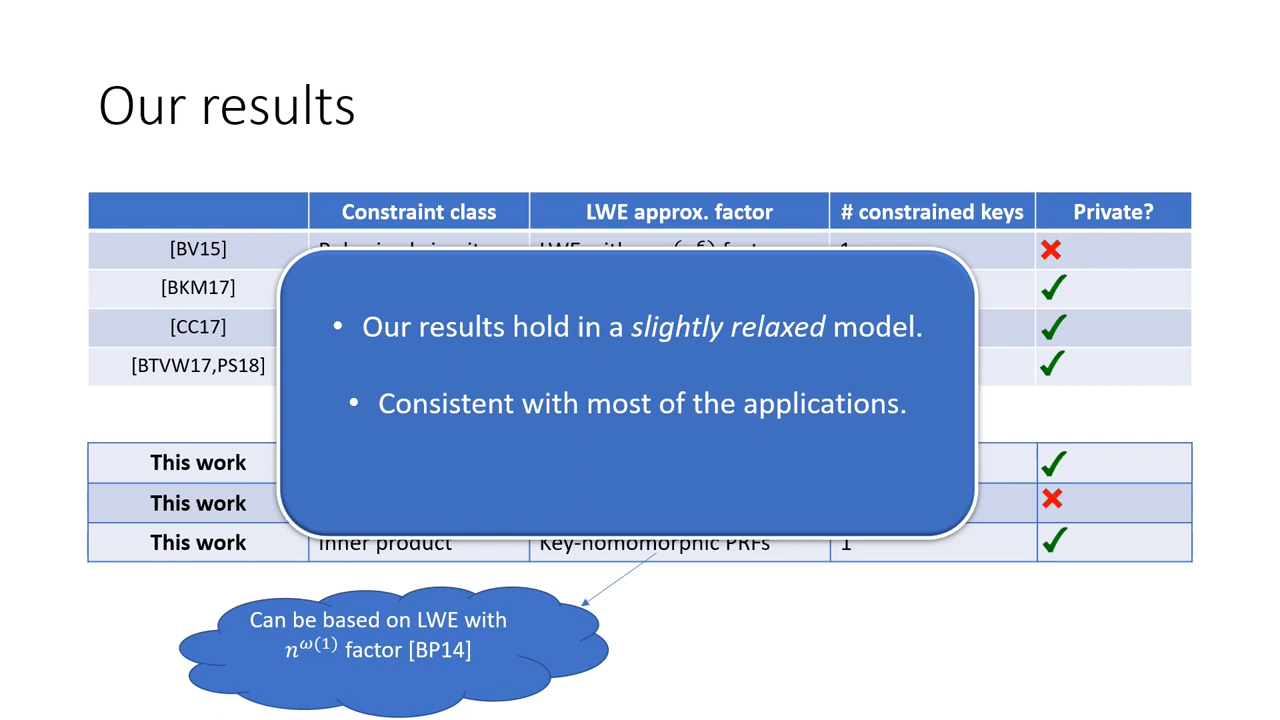 Our results
Constraint class LWE approx. factor # constrained keys Private?
[BV15]
[BKM17]
[CC17]
[BTVW17,PS18]
• Our results hold in a slightly relaxed model.
• Consistent with most of the applications.
This work
This work
This work Inner product Key-homomorphic PRFs 1
Can be based on LWE with
n^ω(1) factor [BP14]